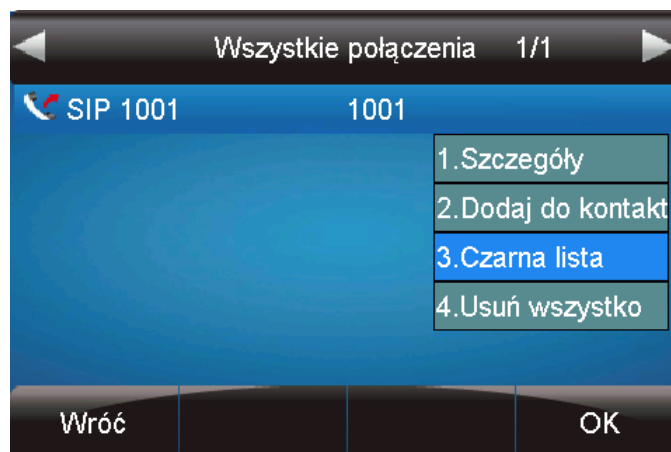 Wszystkie połączenia 1/1
SIP 1001 1001
1.Szczegóły
2.Dodaj do kontakt
3.Czarna lista
4.Usuń wszystko
Wróć OK